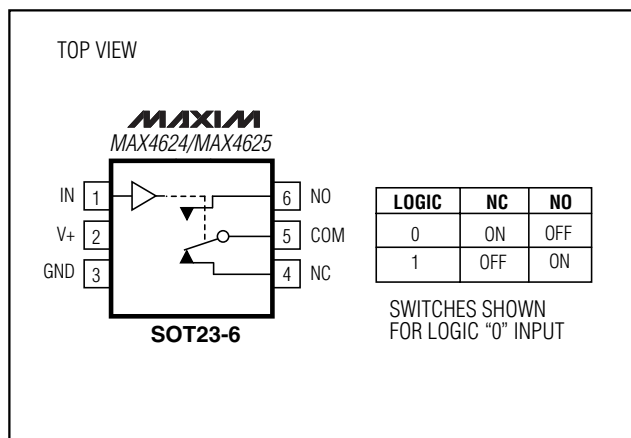 TOP VIEW
MAXIM
MAX4624/MAX4625
IN 1 6 NO
V+ 2 5 COM
GND 3 4 NC
SOT23-6
LOGIC NC NO
0 ON OFF
1 OFF ON
SWITCHES SHOWN
FOR LOGIC “0” INPUT